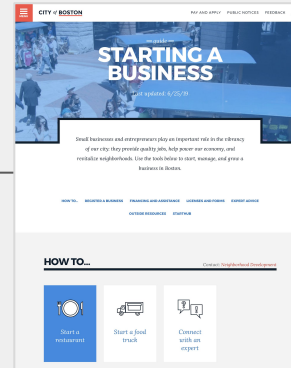 CITY of BOSTON
PAY AND APPLY PUBLIC NOTICES FEEDBACK
guide
STARTING A
BUSINESS
Last updated: 6/25/16
Small businesses and entrepreneurs play an important role in the vibrancy
of our city: they provide quality jobs, help power our economy, and
revitalize neighborhoods. Use the tools below to start, manage, and grow a
business in Boston.
HOW TO... REGISTER A BUSINESS FINANCING AND ASSISTANCE LICENSES AND PERMITS EXPERT ADVICE
OUTSIDE RESOURCES STARTHUB
HOW TO...
Contact: Neighborhood Development
Start a
restaurant
Start a food
truck
Connect
with an
expert